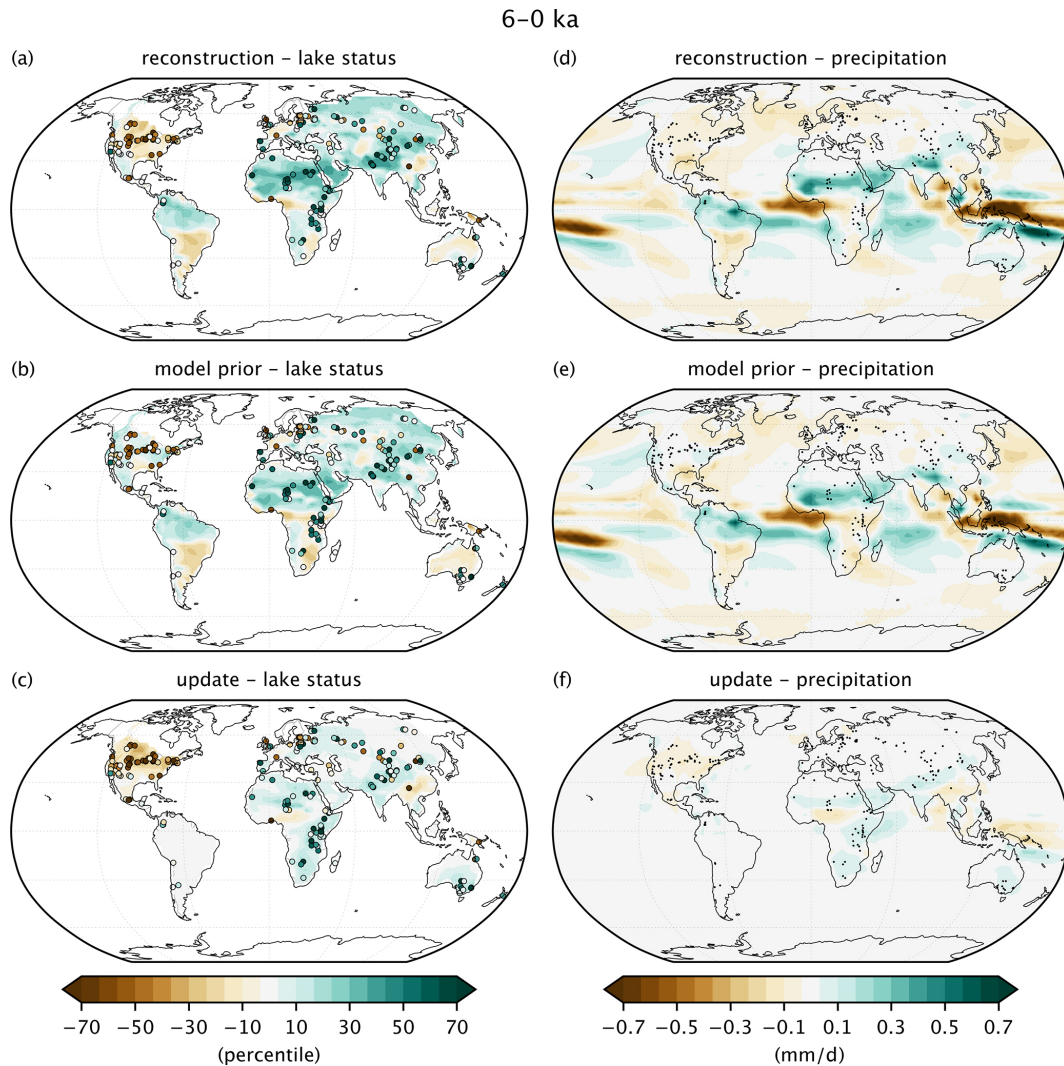 6–0 ka
(a) reconstruction – lake status
(d) reconstruction – precipitation
(b) model prior – lake status
(e) model prior – precipitation
(c) update – lake status
(f) update – precipitation
−70 −50 −30 −10 10 30 50 70
(percentile)
−0.7 −0.5 −0.3 −0.1 0.1 0.3 0.5 0.7
(mm/d)